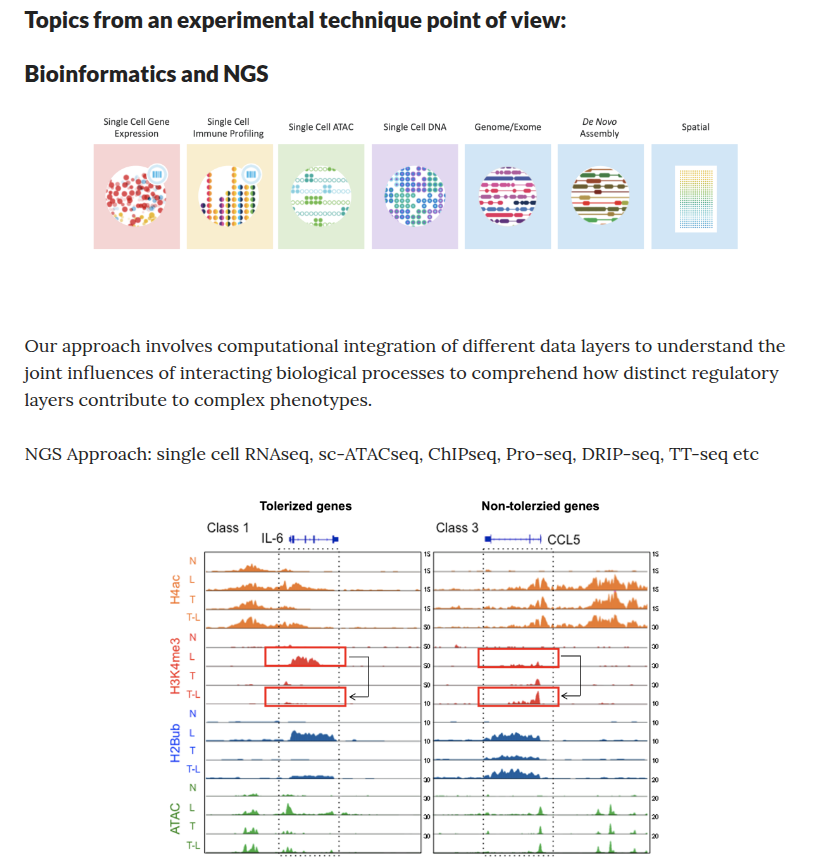 Topics from an experimental technique point of view:
Bioinformatics and NGS
Single Cell Gene
Expression
Single Cell
Immune Profiling
Single Cell ATAC
Single Cell DNA
Genome/Exome
De Novo
Assembly
Spatial
Our approach involves computational integration of different data layers to understand the
joint influences of interacting biological processes to comprehend how distinct regulatory
layers contribute to complex phenotypes.
NGS Approach: single cell RNAseq, sc-ATACseq, ChIPseq, Pro-seq, DRIP-seq, TT-seq etc
Tolerized genes
Non-tolerzied genes
Class 1
IL-6
Class 3
CCL5
H4ac
N
L
T
T-L
H3K4me3
N
L
T
T-L
H2Bub
N
L
T
T-L
ATAC
N
L
T
T-L
15
15
15
50
50
50
50
10
10
10
10
30
30
30
30
15
15
15
30
30
30
30
10
10
10
10
20
20
20
20